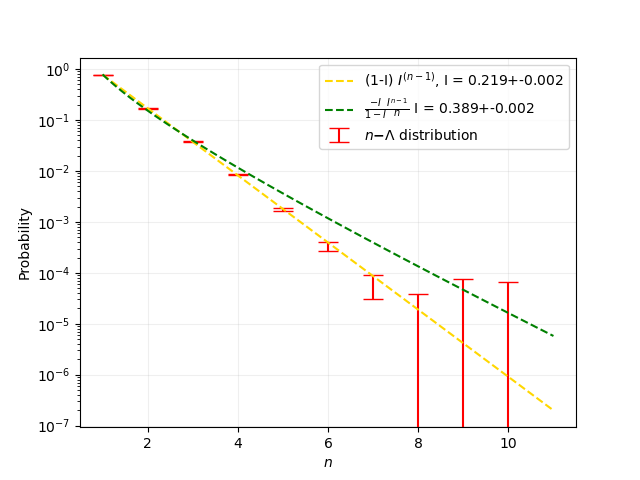 (1-I) I^(n−1), I = 0.219+-0.002
−I/1−I I^n−1/n I = 0.389+-0.002
n−Λ distribution
Probability
10^0
10^−1
10^−2
10^−3
10^−4
10^−5
10^−6
10^−7
2 4 6 8 10
n